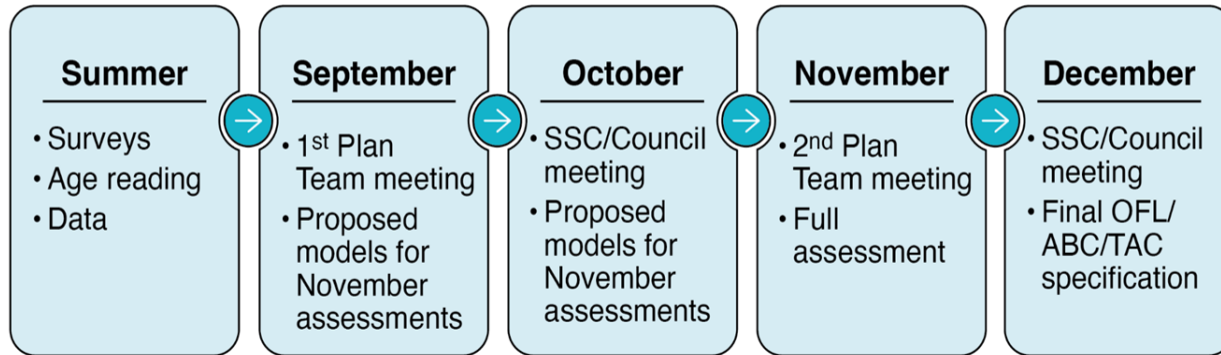 Summer
• Surveys
• Age reading
• Data
September
• 1st Plan
Team meeting
• Proposed
models for
November
assessments
October
• SSC/Council
meeting
• Proposed
models for
November
assessments
November
• 2nd Plan
Team meeting
• Full
assessment
December
• SSC/Council
meeting
• Final OFL/
ABC/TAC
specification